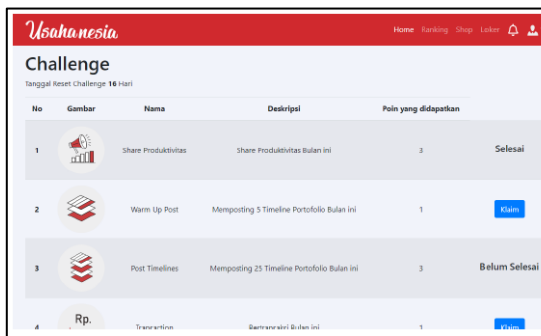 Usahanesia
Home Ranking Shop Loker
Challenge
Tanggal Reset Challenge 16 Hari
No Gambar Nama Deskripsi Poin yang didapatkan
1 Share Produktivitas Share Produktivitas Bulan ini 3 Selesai
2 Warm Up Post Memposting 5 Timeline Portofolio Bulan ini 1 Klaim
3 Post Timelines Memposting 25 Timeline Portofolio Bulan ini 3 Belum Selesai
4 Rp. Bulan ini 1 Klaim